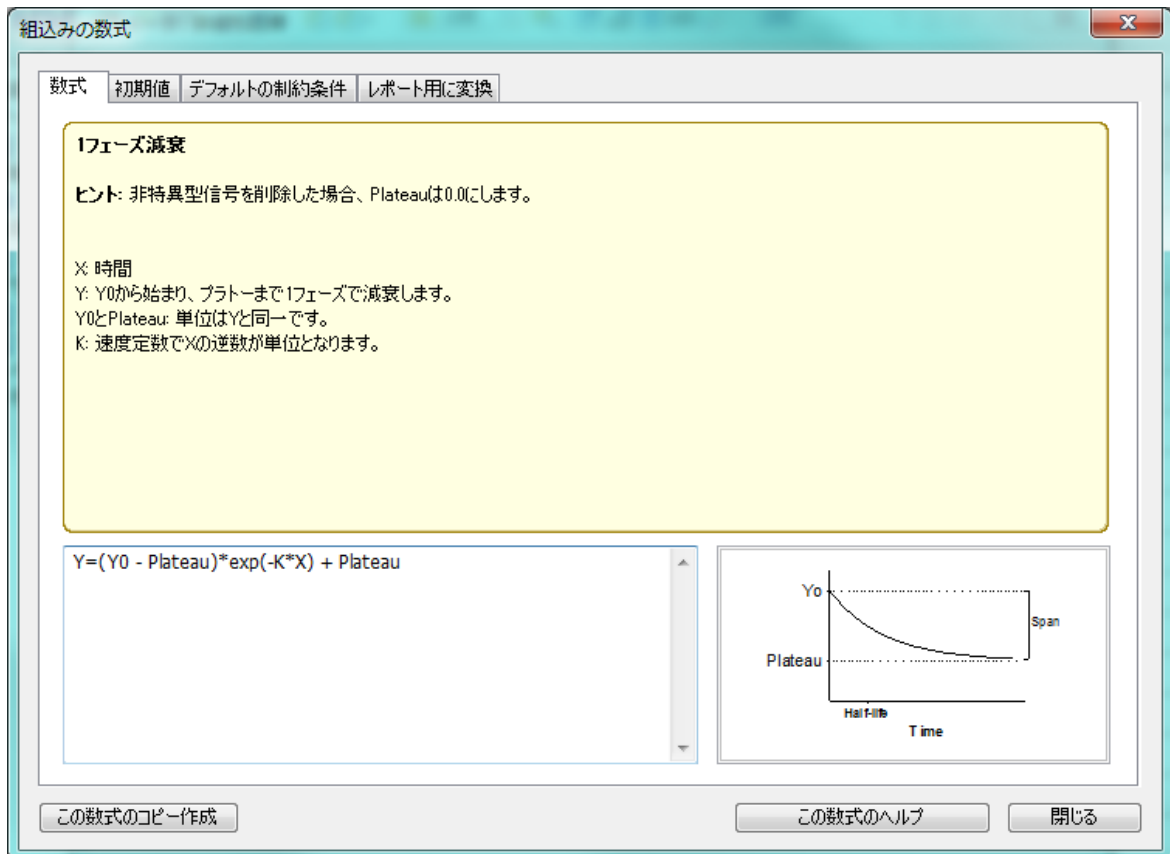 組込みの数式
数式 初期値 デフォルトの制約条件 レポート用に変換
1フェーズ減衰
ヒント: 非特異型信号を削除した場合、Plateauは0.0にします。
X: 時間
Y: Y0から始まり、プラトーまで1フェーズで減衰します。
Y0とPlateau: 単位はYと同一です。
K: 速度定数でXの逆数が単位となります。
Y=(Y0 - Plateau)*exp(-K*X) + Plateau
Yo
Span
Plateau
Half-life
Time
この数式のコピー作成 この数式のヘルプ 閉じる